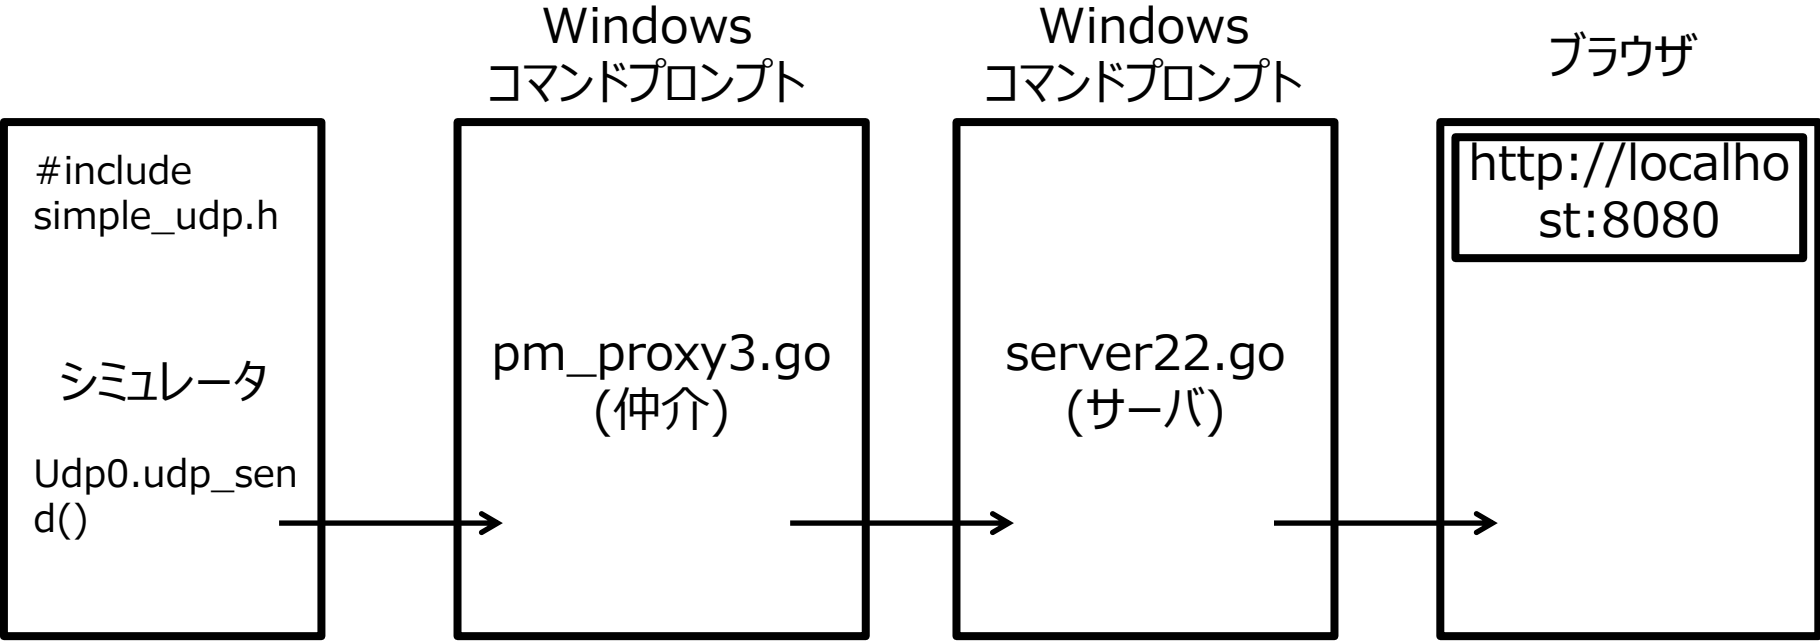 Windows
コマンドプロンプト
Windows
コマンドプロンプト
ブラウザ
#include
simple_udp.h
シミュレータ
Udp0.udp_sen
d()
pm_proxy3.go
(仲介)
server22.go
(サーバ)
http://localho
st:8080